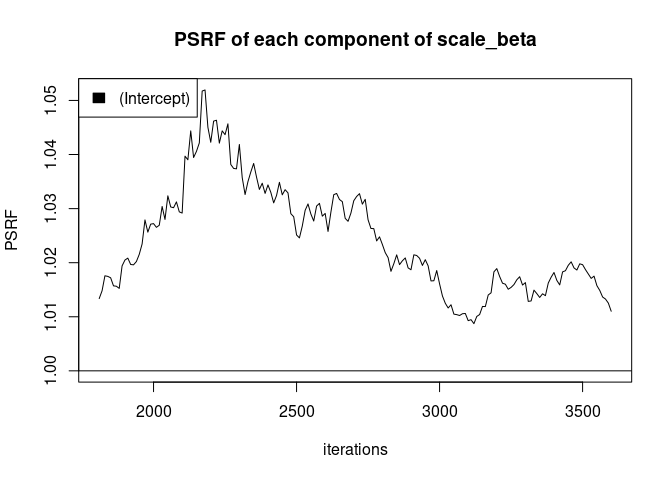 PSRF of each component of scale_beta
(Intercept)
PSRF
1.05
1.04
1.03
1.02
1.01
1.00
2000 2500 3000 3500
iterations